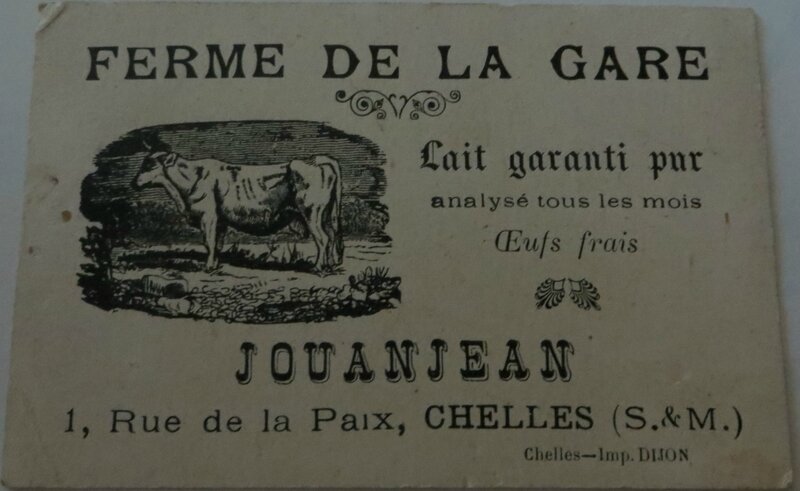 FERME DE LA GARE
Lait garanti pur
analysé tous les mois
Œufs frais
JOUANJEAN
1, Rue de la Paix, CHELLES (S.&M.)
Chelles—Imp. DIJON